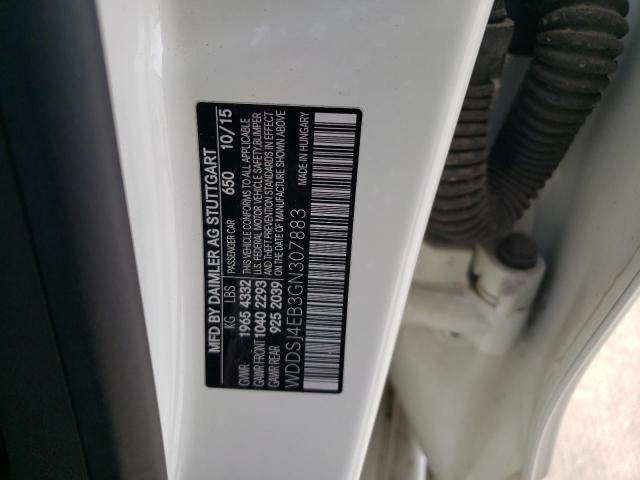 MFD BY DAIMLER AG STUTTGART
PASSENGER CAR 650 10/15
KG LBS
GVWR 1965 4332
GAWR FRONT 1040 2293
GAWR REAR 925 2039
THIS VEHICLE CONFORMS TO ALL APPLICABLE
U.S. FEDERAL MOTOR VEHICLE SAFETY, BUMPER
AND THEFT PREVENTION STANDARDS IN EFFECT
ON THE DATE OF MANUFACTURE SHOWN ABOVE
WDDSJ4EB3GN307883 MADE IN HUNGARY